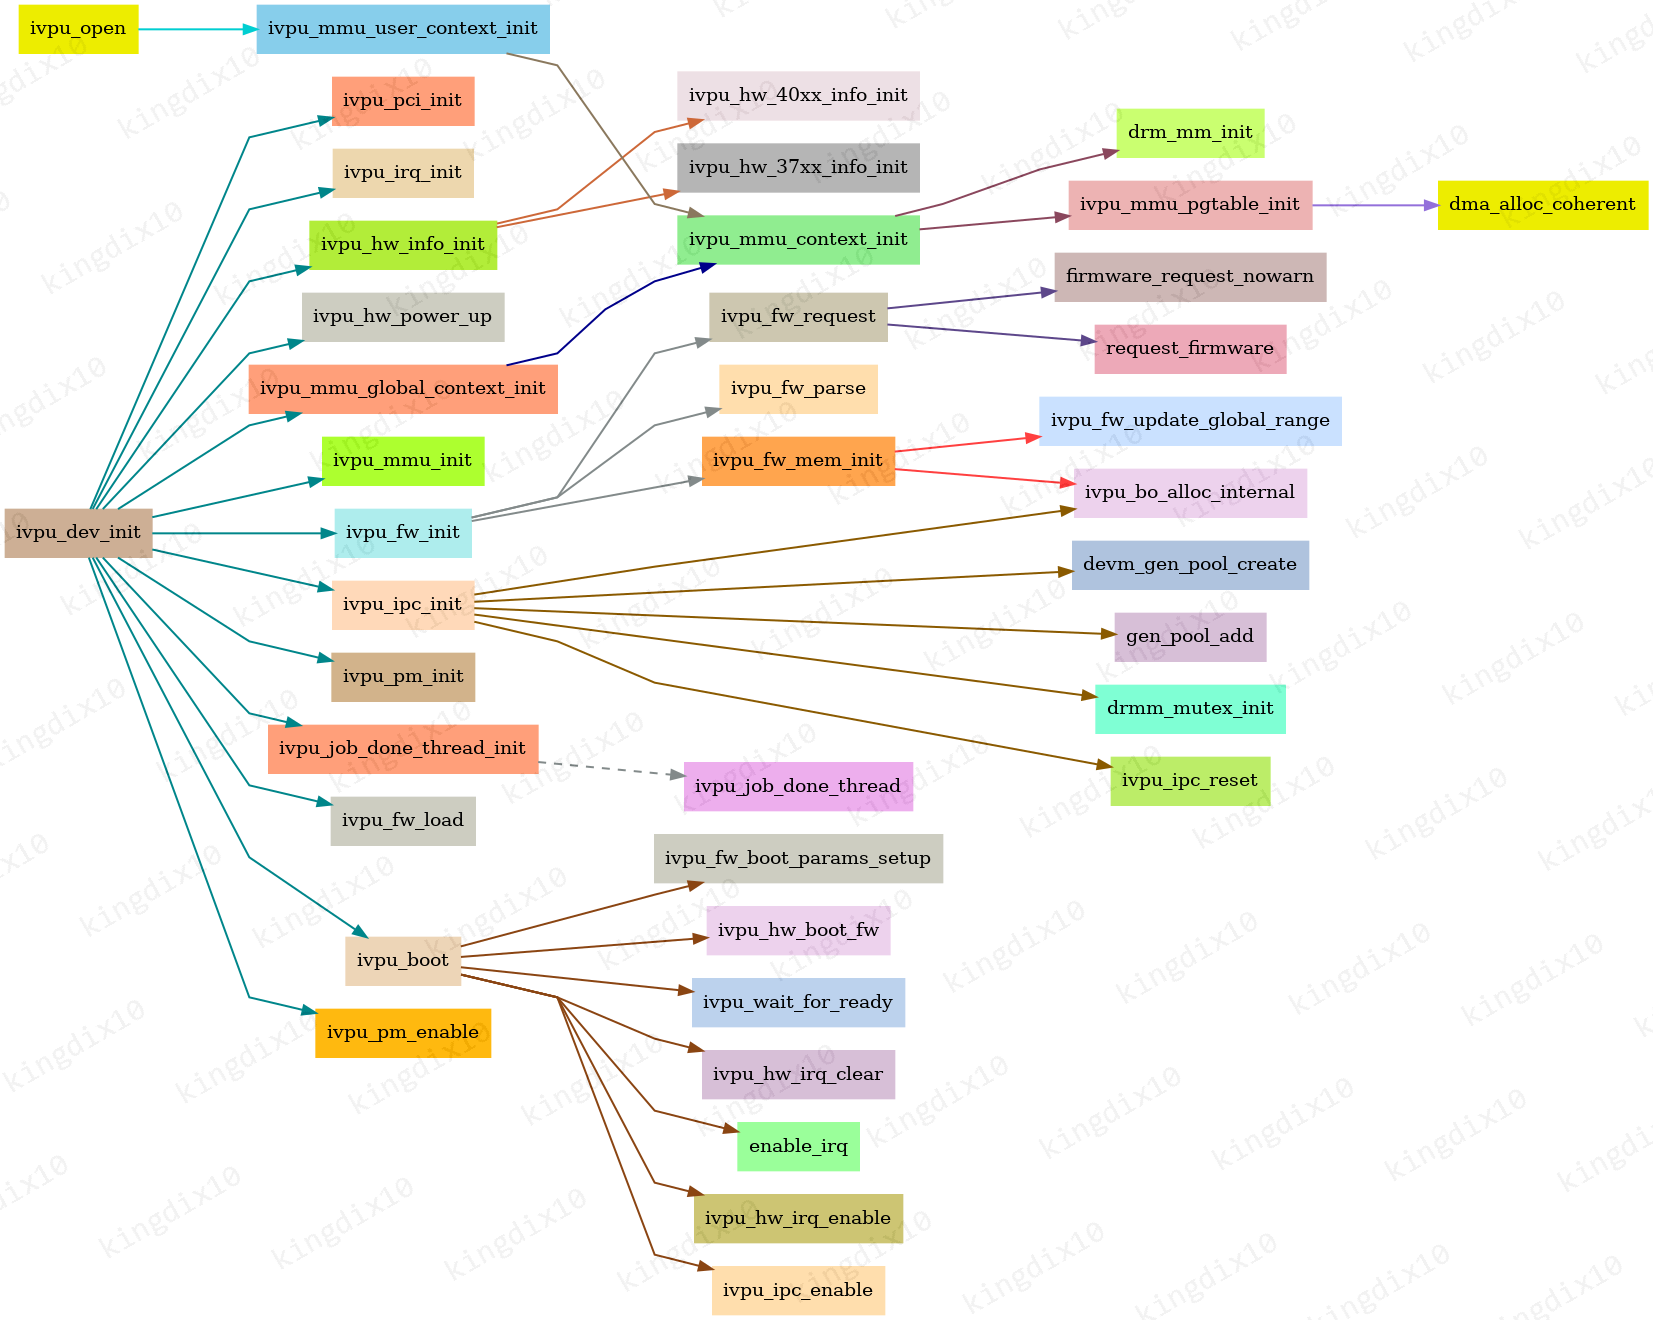 ivpu_open
ivpu_mmu_user_context_init
ivpu_pci_init
ivpu_hw_40xx_info_init
drm_mm_init
ivpu_irq_init
ivpu_hw_37xx_info_init
ivpu_mmu_pgtable_init
dma_alloc_coherent
ivpu_hw_info_init
ivpu_mmu_context_init
firmware_request_nowarn
ivpu_hw_power_up
ivpu_fw_request
request_firmware
ivpu_mmu_global_context_init
ivpu_fw_parse
ivpu_fw_update_global_range
ivpu_mmu_init
ivpu_fw_mem_init
ivpu_bo_alloc_internal
ivpu_dev_init
ivpu_fw_init
devm_gen_pool_create
ivpu_ipc_init
gen_pool_add
ivpu_pm_init
drmm_mutex_init
ivpu_job_done_thread_init
ivpu_job_done_thread
ivpu_ipc_reset
ivpu_fw_load
ivpu_fw_boot_params_setup
ivpu_boot
ivpu_hw_boot_fw
ivpu_wait_for_ready
ivpu_pm_enable
ivpu_hw_irq_clear
enable_irq
ivpu_hw_irq_enable
ivpu_ipc_enable
kingdix10